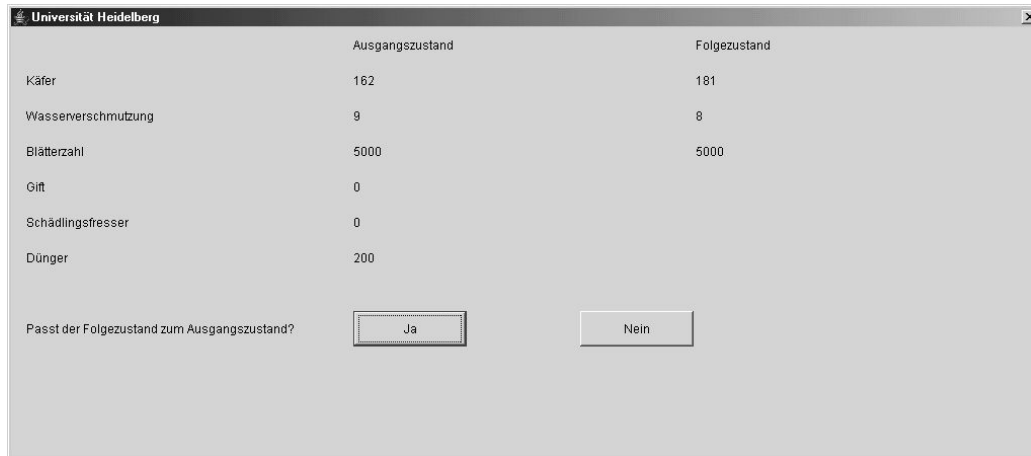 Universität Heidelberg
Ausgangszustand Folgezustand
Käfer 162 181
Wasserverschmutzung 9 8
Blätterzahl 5000 5000
Gift 0
Schädlingsfresser 0
Dünger 200
Passt der Folgezustand zum Ausgangszustand? Ja Nein